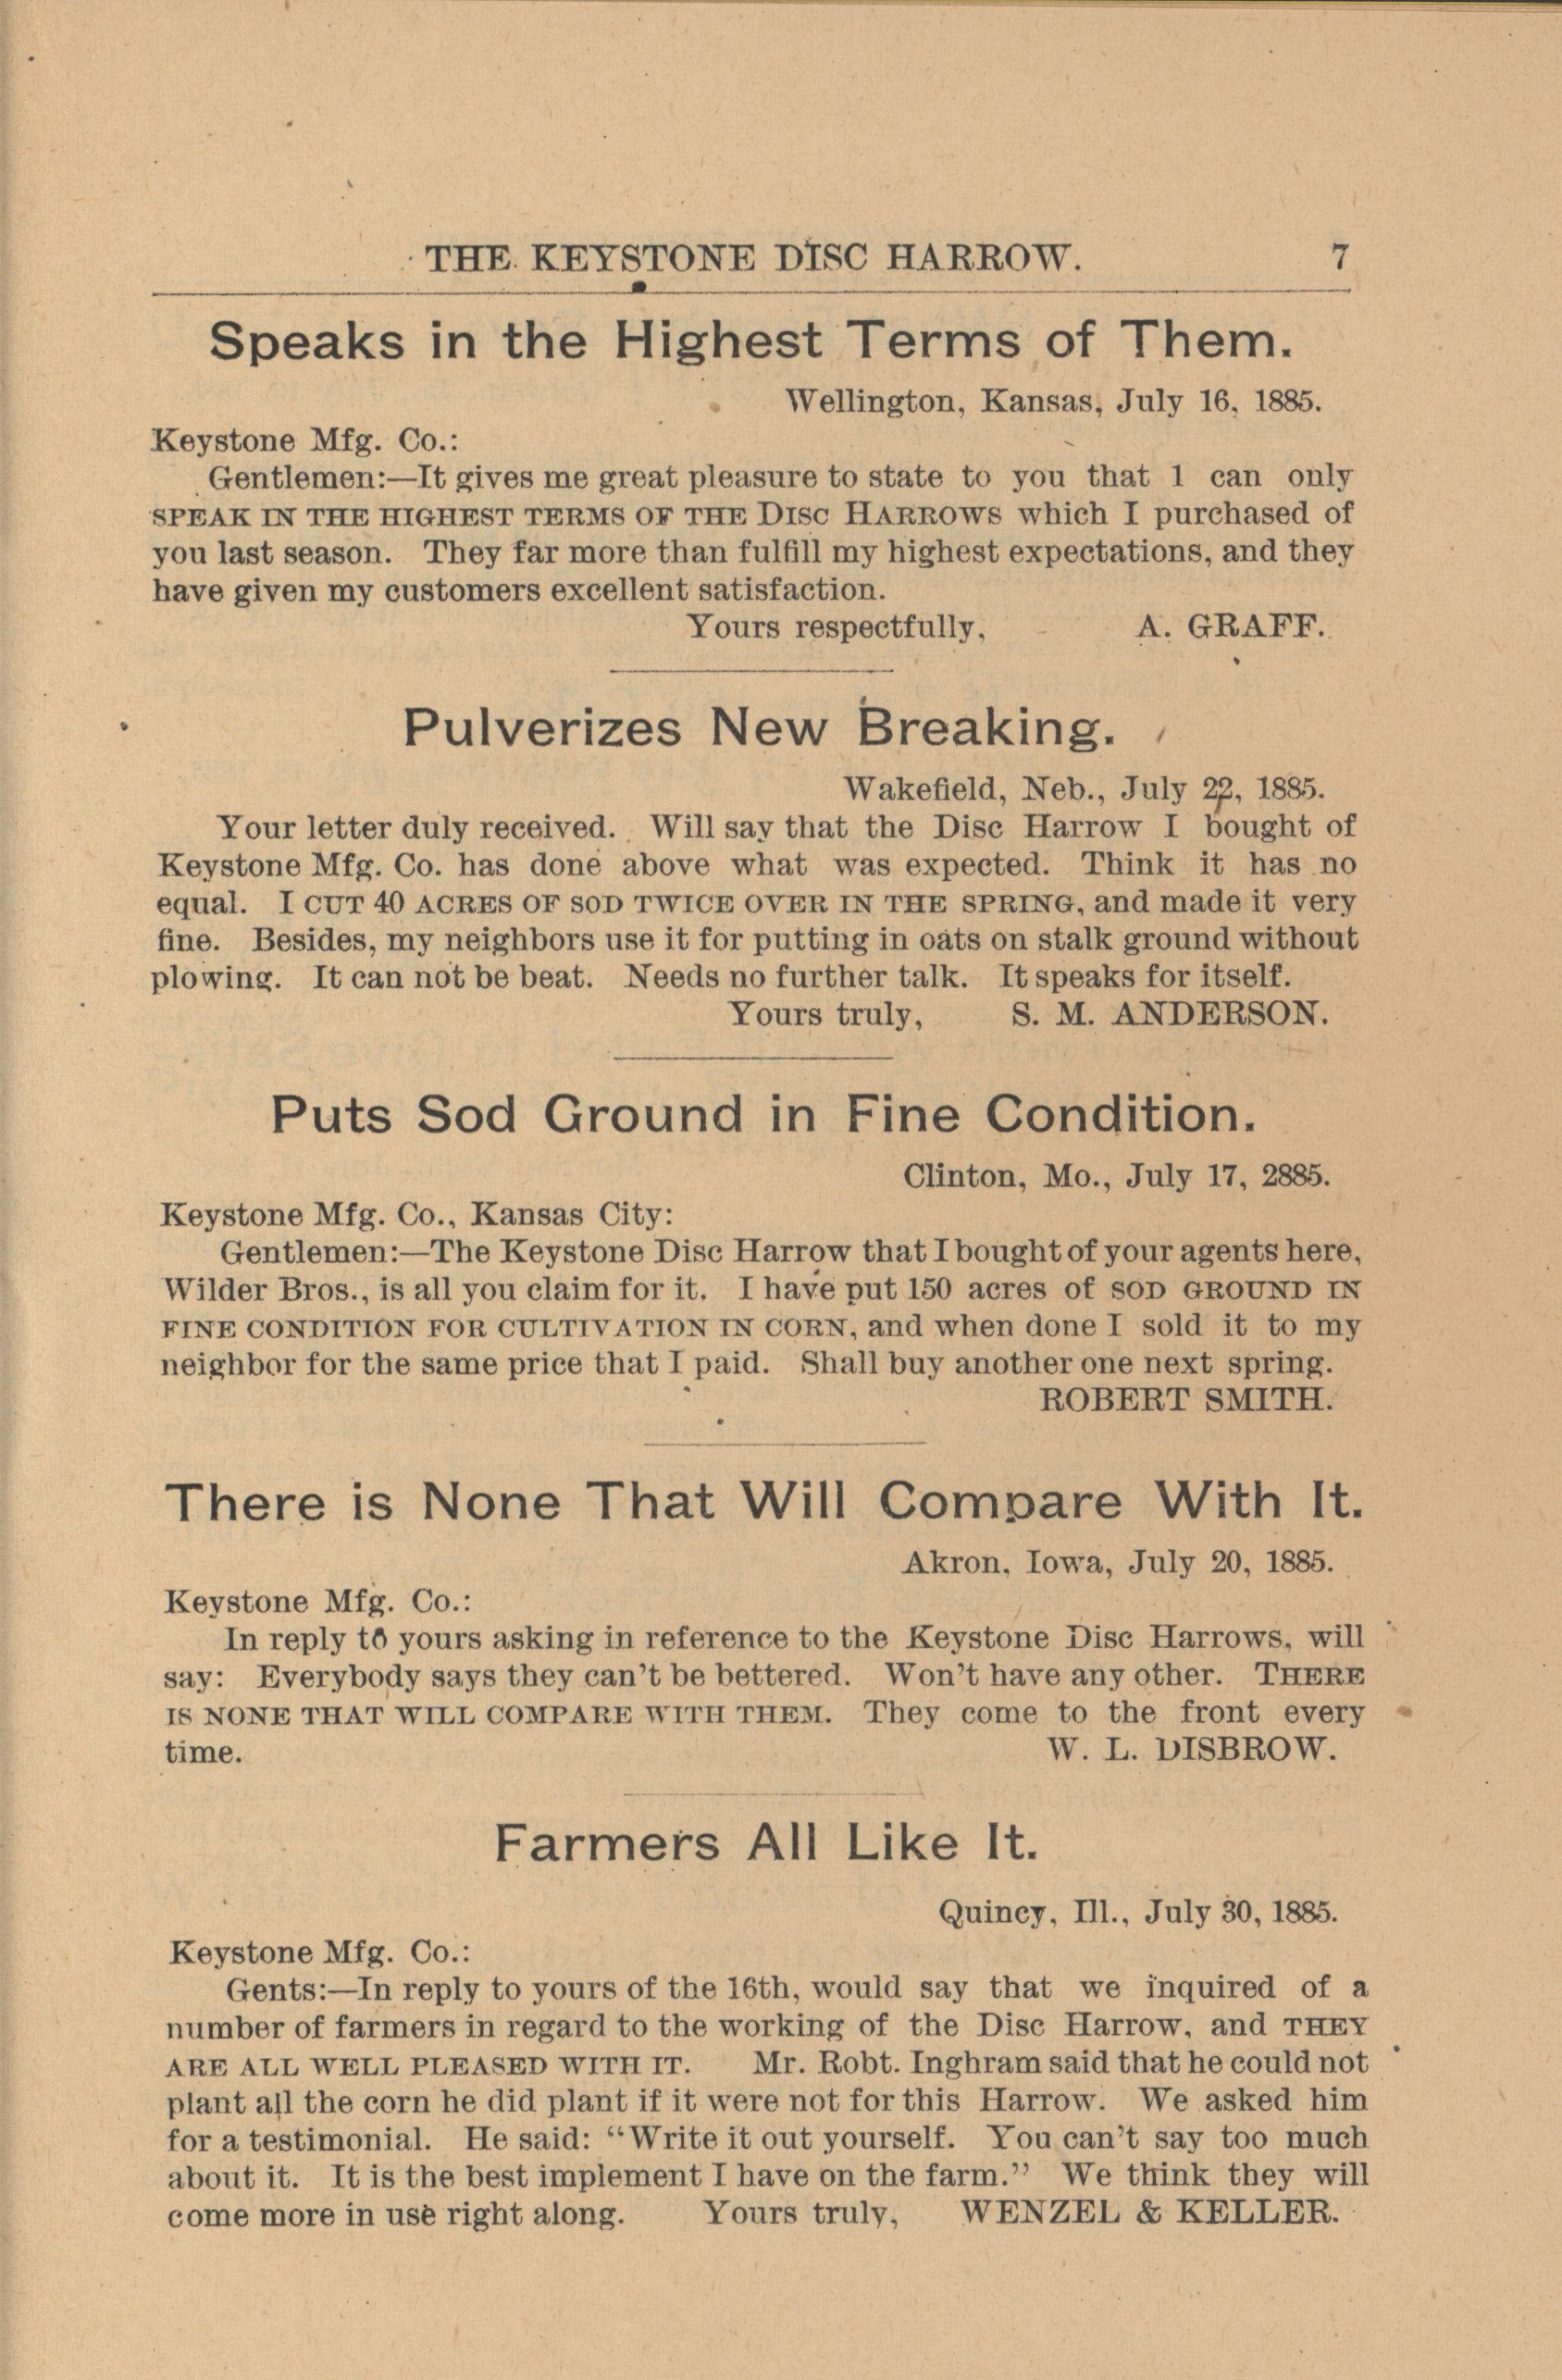 THE KEYSTONE DISC HARROW. 7
Speaks in the Highest Terms of Them.
Wellington, Kansas, July 16, 1885.
Keystone Mfg. Co.:
Gentlemen:—It gives me great pleasure to state to you that 1 can only
SPEAK IN THE HIGHEST TERMS OF THE DISC HARROWS which I purchased of
you last season. They far more than fulfill my highest expectations, and they
have given my customers excellent satisfaction.
Yours respectfully, A. GRAFF.
Pulverizes New Breaking.
Wakefield, Neb., July 22, 1885.
Your letter duly received. Will say that the Disc Harrow I bought of
Keystone Mfg. Co. has done above what was expected. Think it has no
equal. I CUT 40 ACRES OF SOD TWICE OVER IN THE SPRING, and made it very
fine. Besides, my neighbors use it for putting in oats on stalk ground without
plowing. It can not be beat. Needs no further talk. It speaks for itself.
Yours truly, S. M. ANDERSON.
Puts Sod Ground in Fine Condition.
Clinton, Mo., July 17, 2885.
Keystone Mfg. Co., Kansas City:
Gentlemen:—The Keystone Disc Harrow that I bought of your agents here,
Wilder Bros., is all you claim for it. I have put 150 acres of SOD GROUND IN
FINE CONDITION FOR CULTIVATION IN CORN, and when done I sold it to my
neighbor for the same price that I paid. Shall buy another one next spring.
ROBERT SMITH.
There is None That Will Compare With It.
Akron, Iowa, July 20, 1885.
Keystone Mfg. Co.:
In reply to yours asking in reference to the Keystone Disc Harrows, will
say: Everybody says they can't be bettered. Won't have any other. THERE
IS NONE THAT WILL COMPARE WITH THEM. They come to the front every
time. W. L. DISBROW.
Farmers All Like It.
Quincy, Ill., July 30, 1885.
Keystone Mfg. Co.:
Gents:—In reply to yours of the 16th, would say that we inquired of a
number of farmers in regard to the working of the Disc Harrow, and THEY
ARE ALL WELL PLEASED WITH IT. Mr. Robt. Inghram said that he could not
plant all the corn he did plant if it were not for this Harrow. We asked him
for a testimonial. He said: "Write it out yourself. You can't say too much
about it. It is the best implement I have on the farm." We think they will
come more in use right along. Yours truly, WENZEL & KELLER.